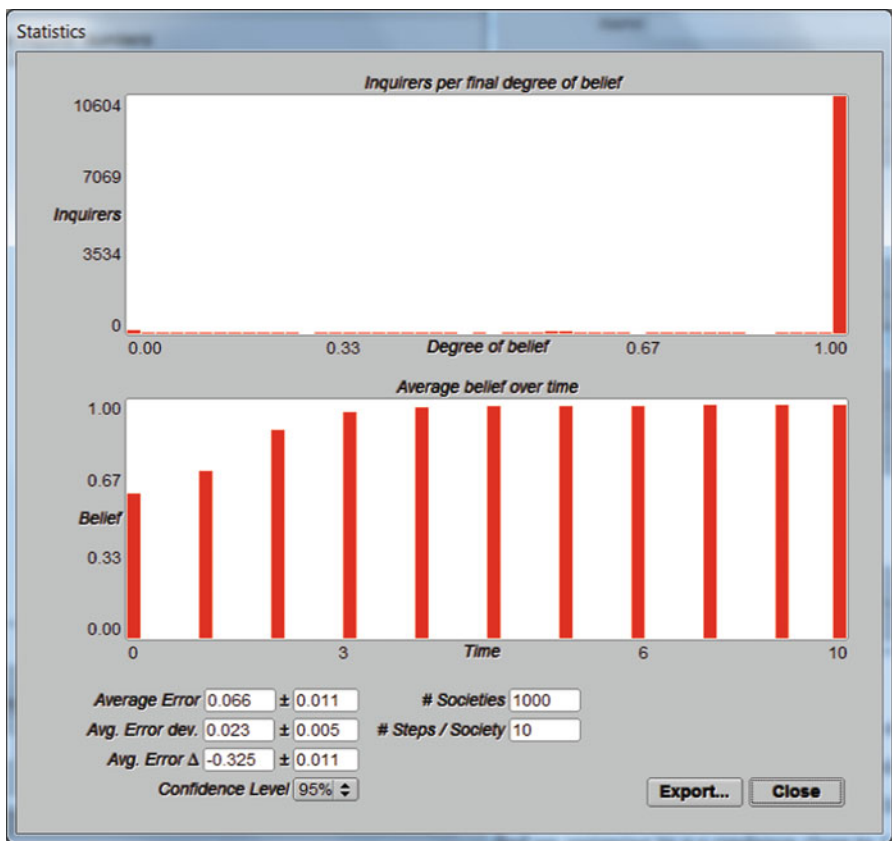 Statistics
Inquirers per final degree of belief
10604
7069
Inquirers
3534
0
0.00 0.33 Degree of belief 0.67 1.00
Average belief over time
1.00
0.67
Belief
0.33
0.00
0 3 Time 6 10
Average Error 0.066 ± 0.011 # Societies 1000
Avg. Error dev. 0.023 ± 0.005 # Steps / Society 10
Avg. Error Δ -0.325 ± 0.011
Confidence Level 95%
Export... Close